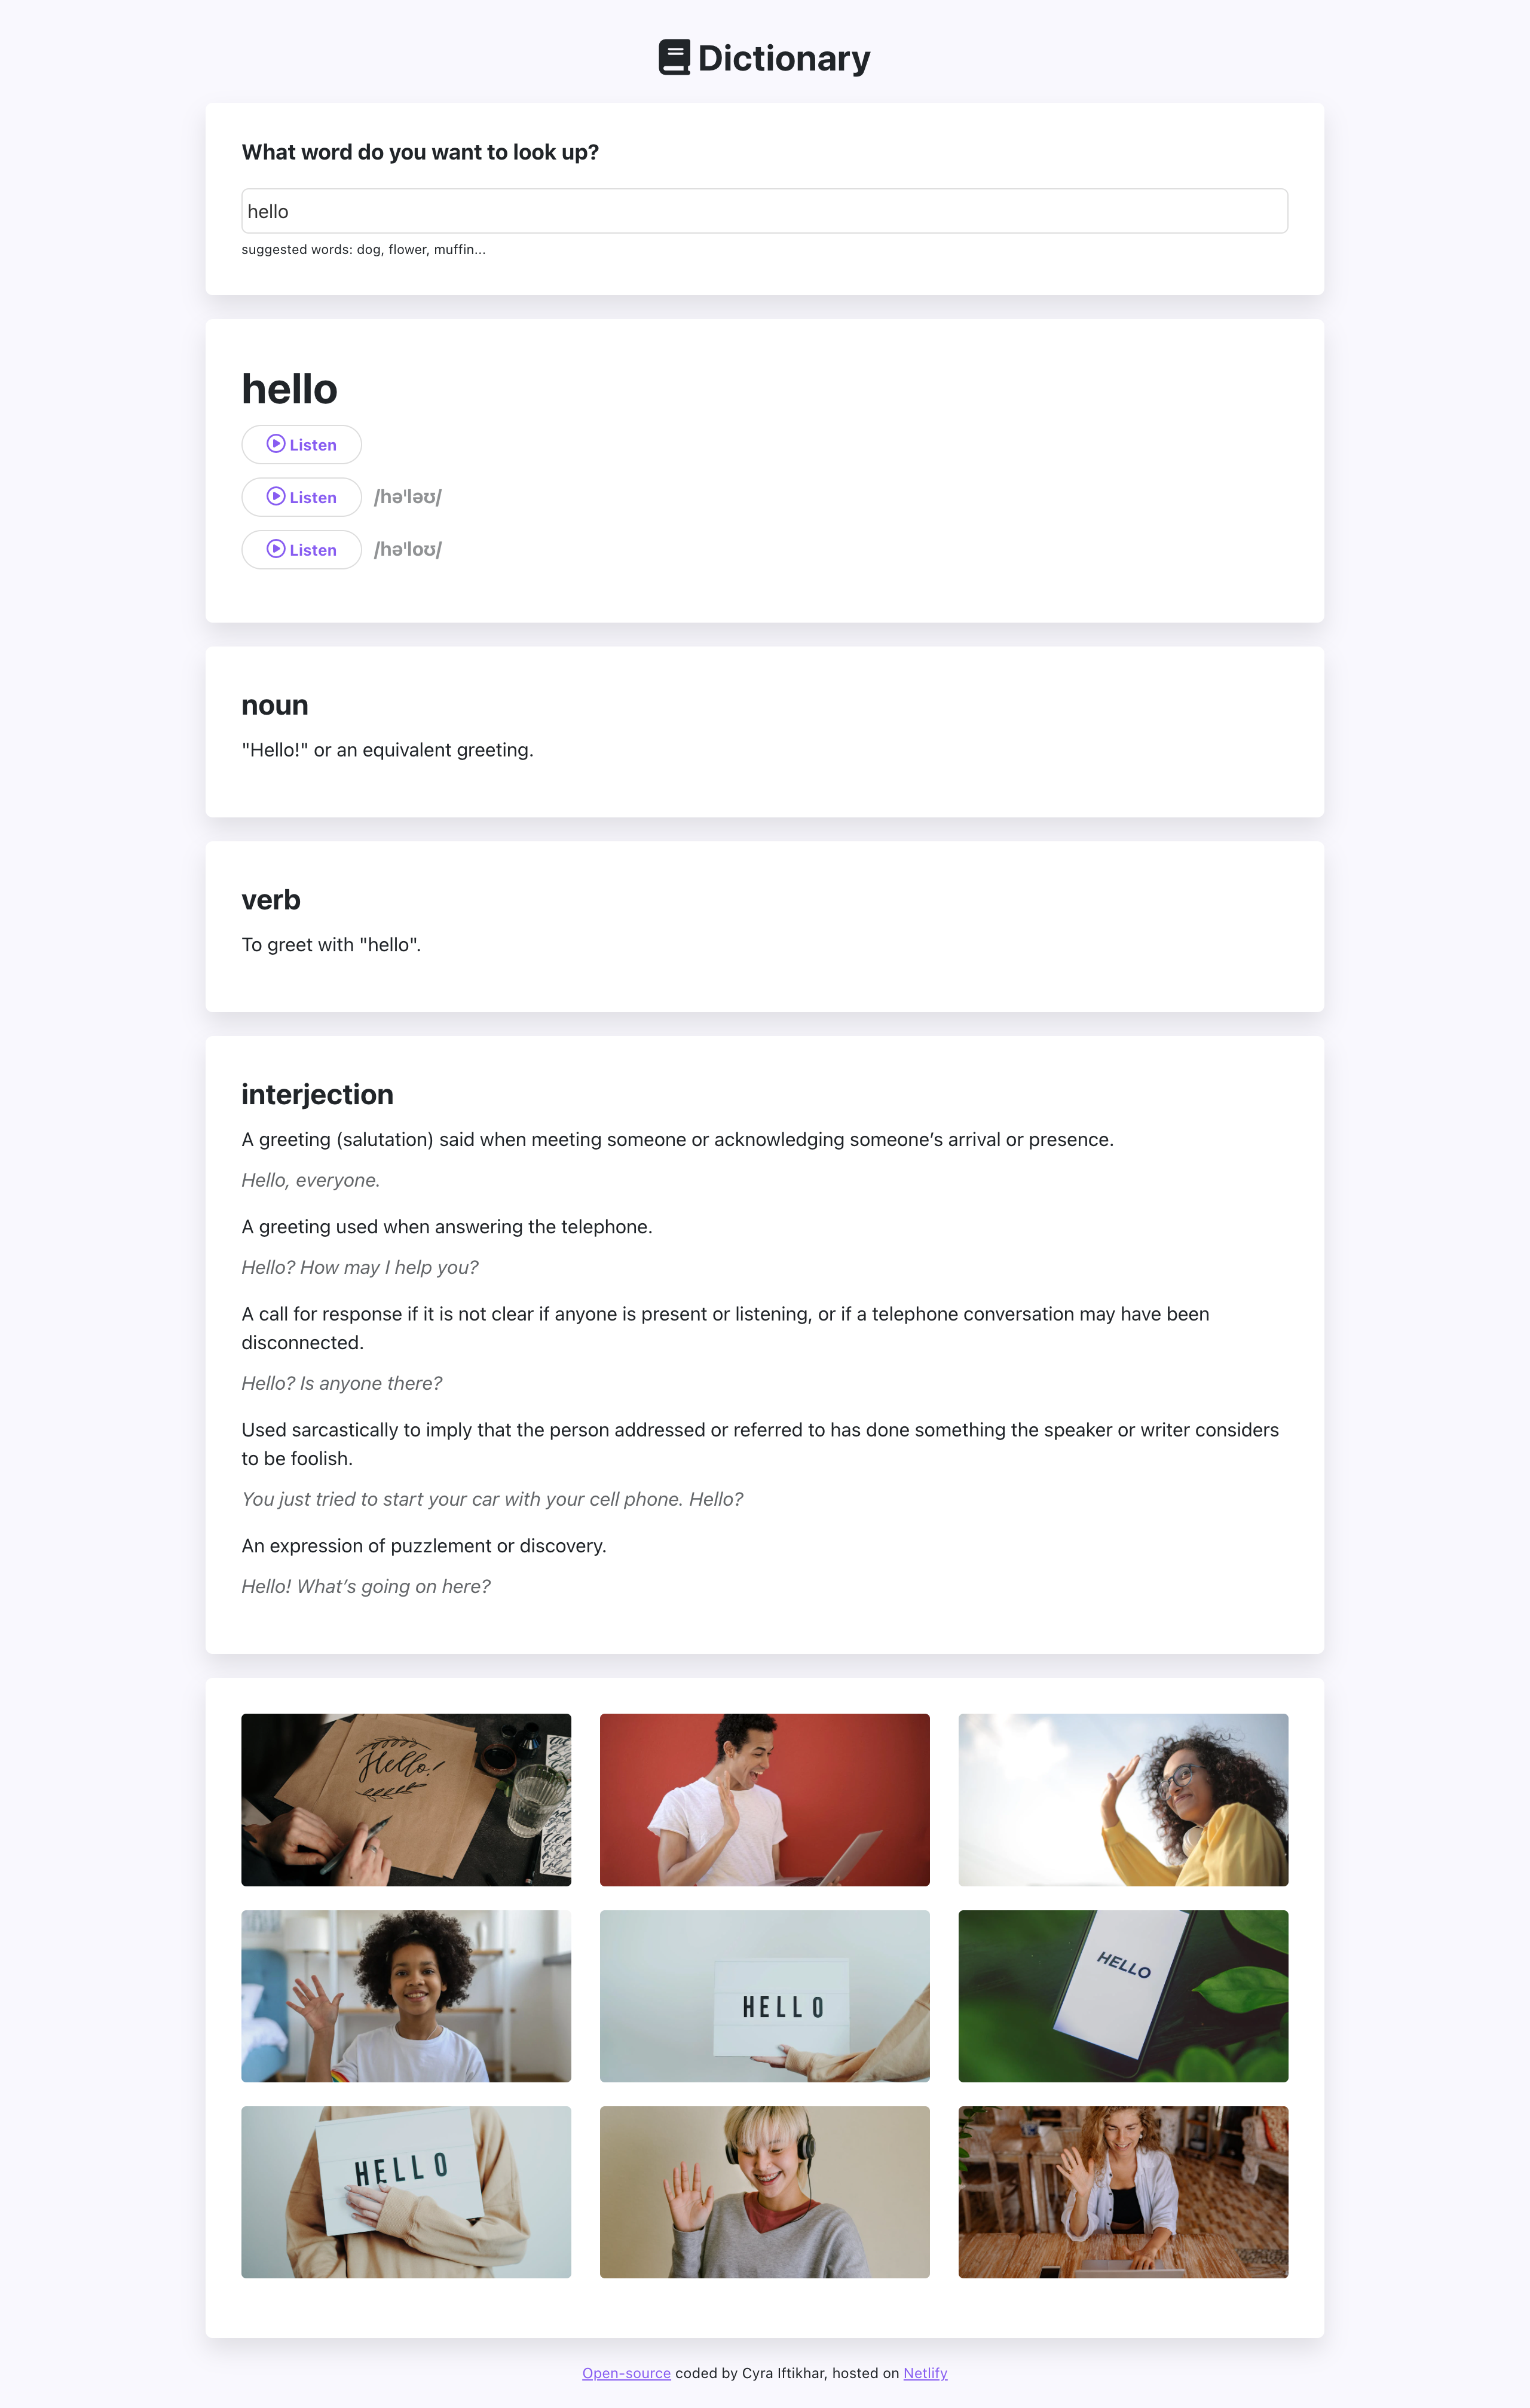 Dictionary
What word do you want to look up?
hello
suggested words: dog, flower, muffin...
hello
Listen
Listen /həˈləʊ/
Listen /həˈloʊ/
noun
"Hello!" or an equivalent greeting.
verb
To greet with "hello".
interjection
A greeting (salutation) said when meeting someone or acknowledging someone’s arrival or presence.
Hello, everyone.
A greeting used when answering the telephone.
Hello? How may I help you?
A call for response if it is not clear if anyone is present or listening, or if a telephone conversation may have been
disconnected.
Hello? Is anyone there?
Used sarcastically to imply that the person addressed or referred to has done something the speaker or writer considers
to be foolish.
You just tried to start your car with your cell phone. Hello?
An expression of puzzlement or discovery.
Hello! What’s going on here?
Hello!
HELLO
HELLO
HELLO
Open-source coded by Cyra Iftikhar, hosted on Netlify